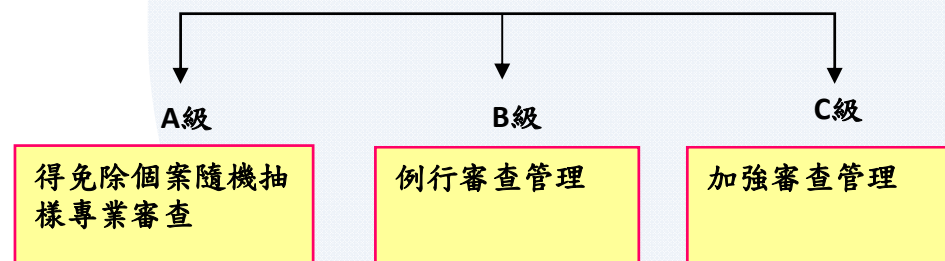 A級
B級
C級
得免除個案隨機抽
樣專業審查
例行審查管理
加強審查管理